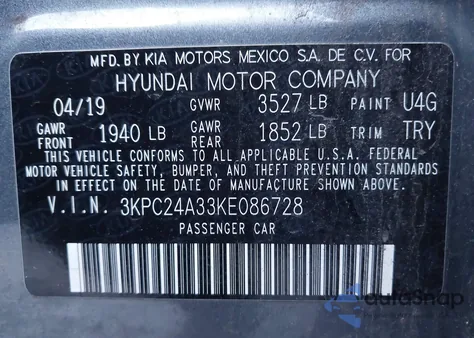 MFD.BY KIA MOTORS MEXICO S.A. DE C.V. FOR
HYUNDAI MOTOR COMPANY
04/19 GVWR 3527 LB PAINT U4G
GAWR FRONT 1940 LB GAWR REAR 1852 LB TRIM TRY
THIS VEHICLE CONFORMS TO ALL APPLICABLE U.S.A. FEDERAL
MOTOR VEHICLE SAFETY, BUMPER, AND THEFT PREVENTION STANDARDS
IN EFFECT ON THE DATE OF MANUFACTURE SHOWN ABOVE.
V.I.N. 3KPC24A33KE086728
PASSENGER CAR
autoSnap